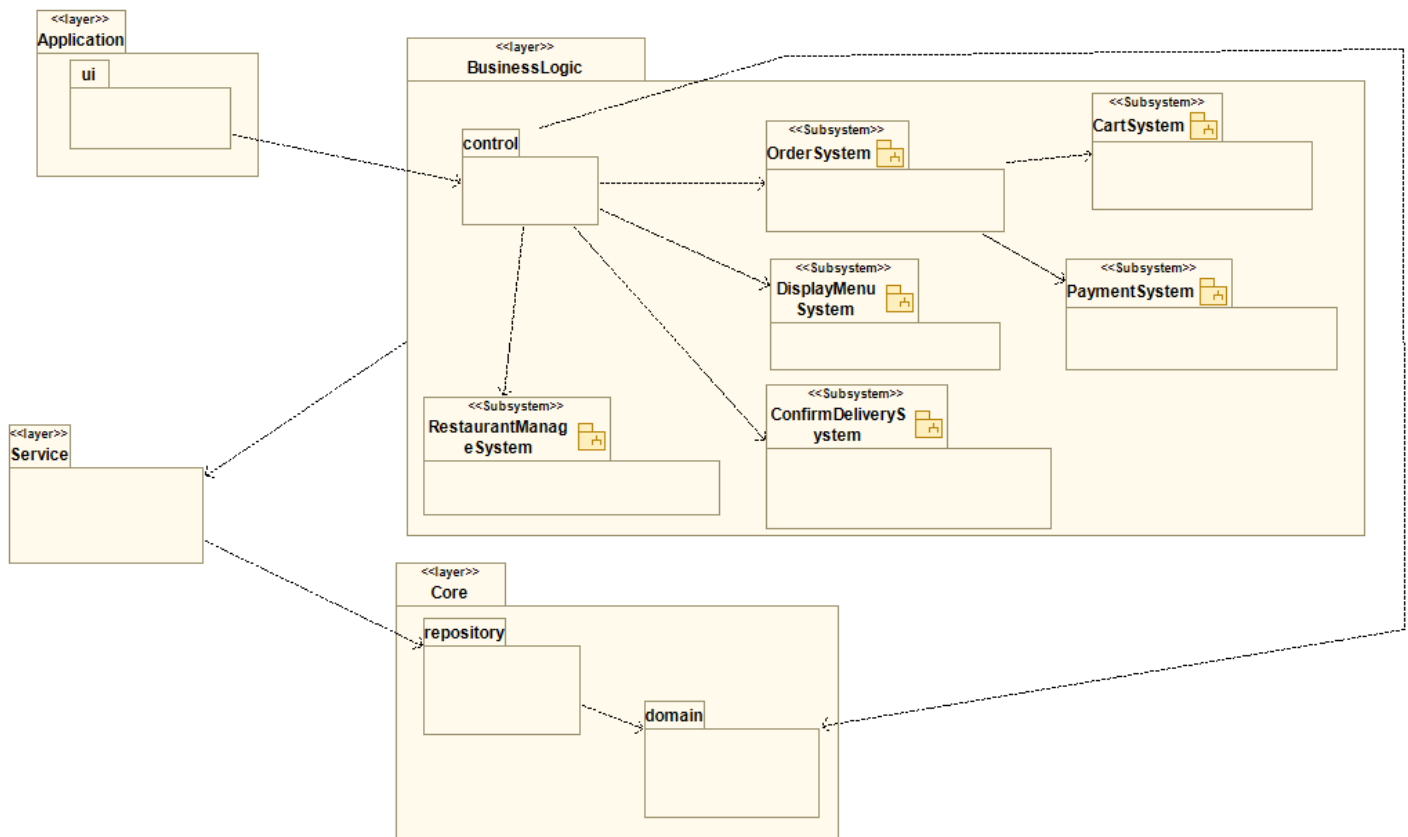 <<layer>>
Application
ui
<<layer>>
BusinessLogic
control
<<Subsystem>>
OrderSystem
<<Subsystem>>
CartSystem
<<Subsystem>>
DisplayMenu
System
<<Subsystem>>
PaymentSystem
<<Subsystem>>
RestaurantManag
eSystem
<<Subsystem>>
ConfirmDeliveryS
ystem
<<layer>>
Service
<<layer>>
Core
repository
domain